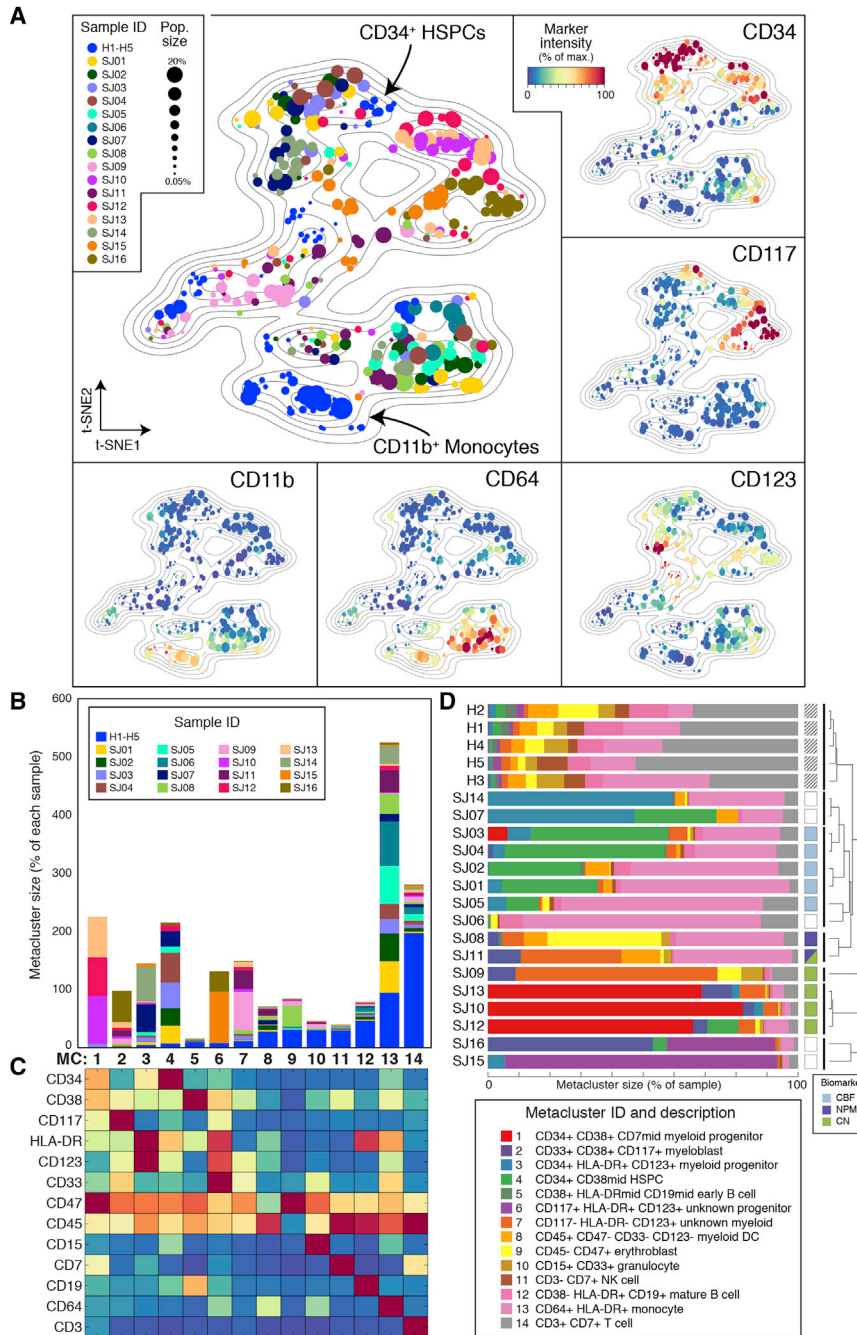 A
Sample ID
H1-H5
SJ01
SJ02
SJ03
SJ04
SJ05
SJ06
SJ07
SJ08
SJ09
SJ10
SJ11
SJ12
SJ13
SJ14
SJ15
SJ16
Pop.
size
20%
0.05%
CD34+ HSPCs
CD11b+ Monocytes
t-SNE2
t-SNE1
Marker
intensity
(% of max.)
0 100
CD34
CD117
CD11b
CD64
CD123
B
Metacluster size (% of each sample)
600
500
400
300
200
100
0
Sample ID
H1-H5
SJ01
SJ02
SJ03
SJ04
SJ05
SJ06
SJ07
SJ08
SJ09
SJ10
SJ11
SJ12
SJ13
SJ14
SJ15
SJ16
MC: 1 2 3 4 5 6 7 8 9 10 11 12 13 14
C
CD34
CD38
CD117
HLA-DR
CD123
CD33
CD47
CD45
CD15
CD7
CD19
CD64
CD3
D
H2
H1
H4
H5
H3
SJ14
SJ07
SJ03
SJ04
SJ02
SJ01
SJ05
SJ06
SJ08
SJ11
SJ09
SJ13
SJ10
SJ12
SJ16
SJ15
0 100
Metacluster size (% of sample)
Biomarker
CBF
NPM
CN
Metacluster ID and description
1 CD34+ CD38+ CD7mid myeloid progenitor
2 CD33+ CD38+ CD117+ myeloblast
3 CD34+ HLA-DR+ CD123+ myeloid progenitor
4 CD34+ CD38mid HSPC
5 CD38+ HLA-DRmid CD19mid early B cell
6 CD117+ HLA-DR+ CD123+ unknown progenitor
7 CD117- HLA-DR- CD123+ unknown myeloid
8 CD45+ CD47- CD33- CD123- myeloid DC
9 CD45- CD47+ erythroblast
10 CD15+ CD33+ granulocyte
11 CD3- CD7+ NK cell
12 CD38- HLA-DR+ CD19+ mature B cell
13 CD64+ HLA-DR+ monocyte
14 CD3+ CD7+ T cell